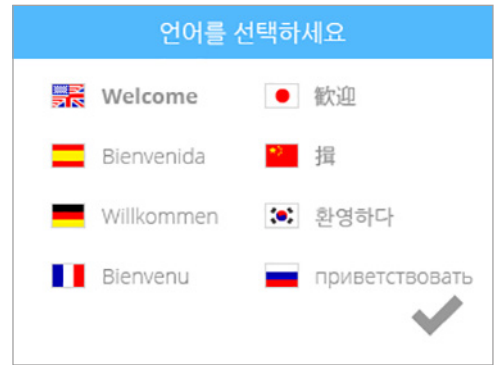 언어를 선택하세요
Welcome
歓迎
Bienvenida
揖
Willkommen
환영하다
Bienvenu
приветствовать